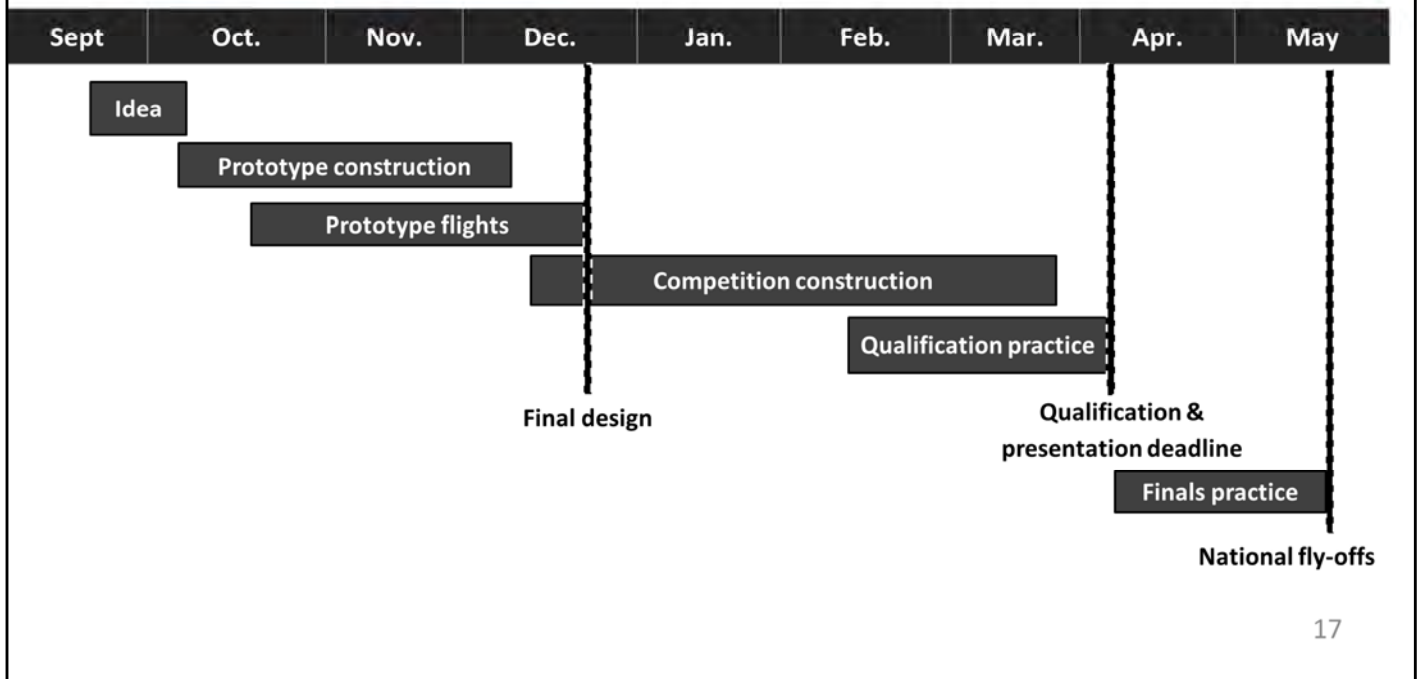 Sept Oct. Nov. Dec. Jan. Feb. Mar. Apr. May
Idea
Prototype construction
Prototype flights
Competition construction
Qualification practice
Final design
Qualification &
presentation deadline
Finals practice
National fly-offs
17